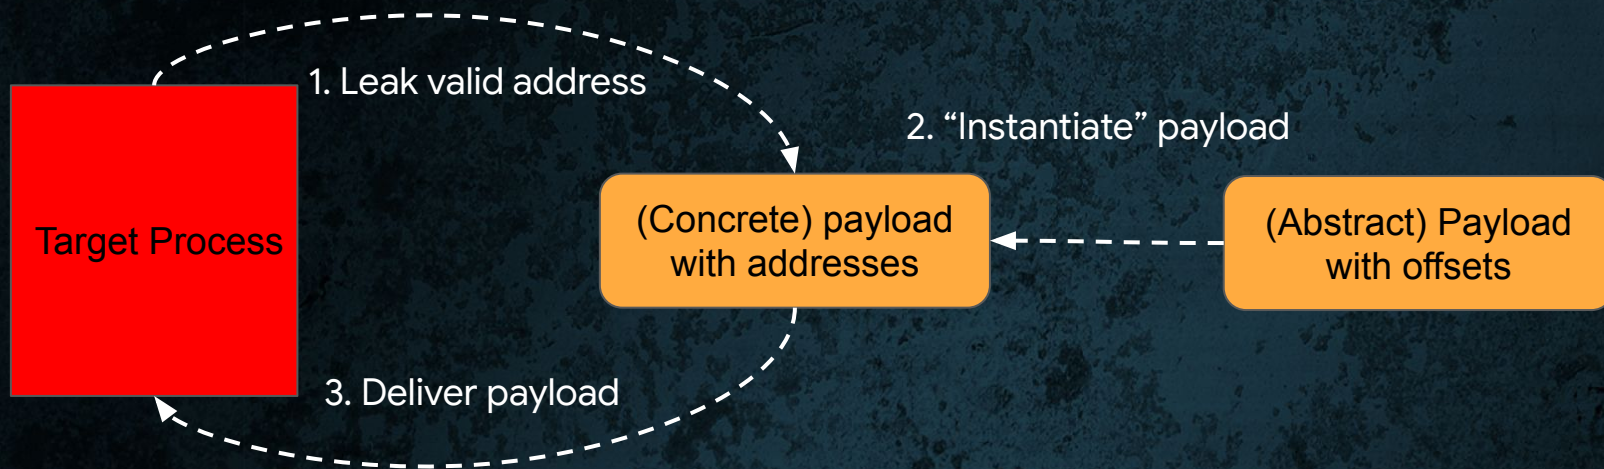 1. Leak valid address
2. “Instantiate” payload
Target Process
(Concrete) payload
with addresses
(Abstract) Payload
with offsets
3. Deliver payload